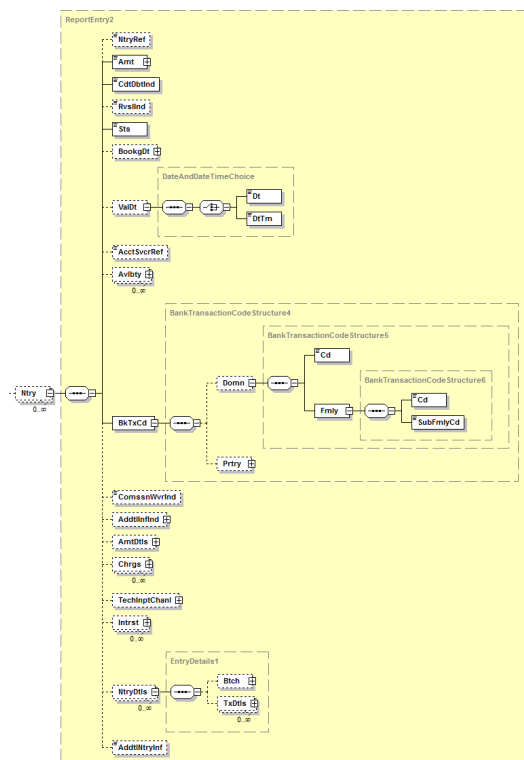 ReportEntry2
NtryRef
Amt
CdtDbtInd
RvslInd
Sts
BookgDt
DateAndDateTimeChoice
Dt
ValDt
DtTm
AcctSvcrRef
Avlbty
0..∞
BankTransactionCodeStructure4
BankTransactionCodeStructure5
Cd
BankTransactionCodeStructure6
Domn
Cd
Ntry
Fmly
0..∞
BkTxCd
SubFmlyCd
Prtry
ComssnWvrInd
AddtlInfInd
AmtDtls
Chrgs
0..∞
TechInptChanl
Intrst
0..∞
EntryDetails1
Btch
NtryDtls
TxDtls
0..∞
0..∞
AddtlNtryInf